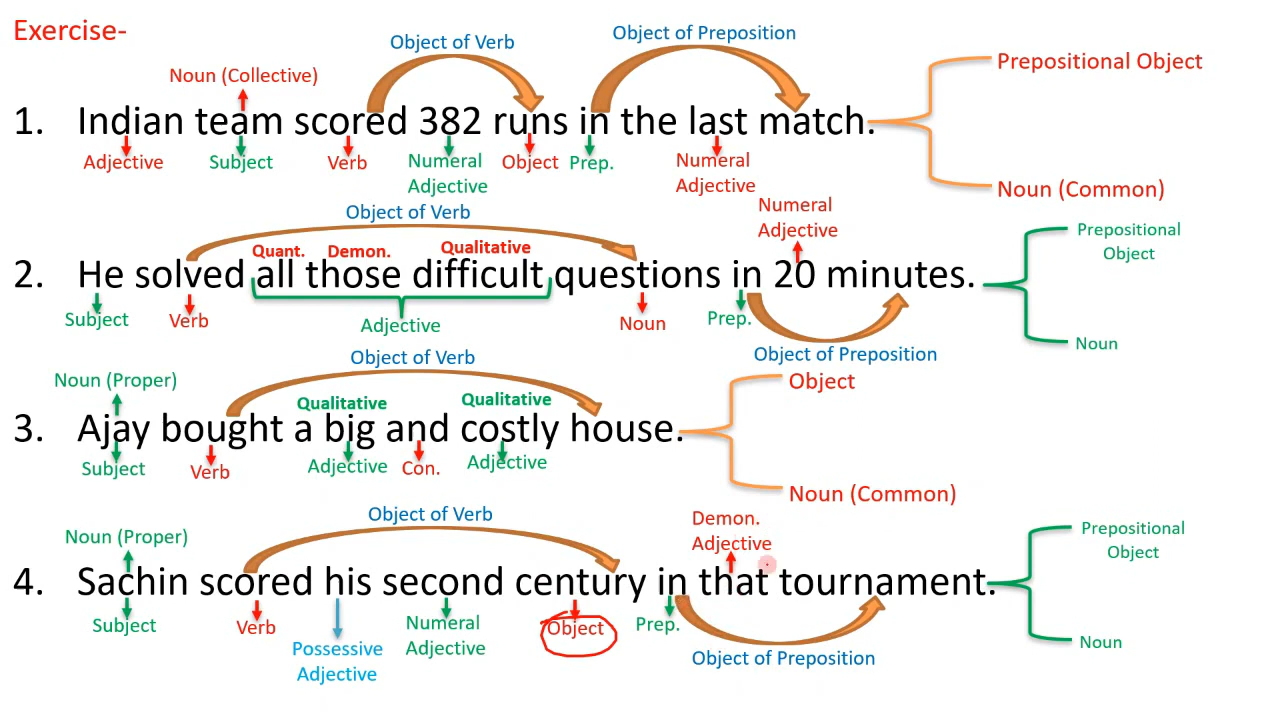 Exercise-
Object of Verb
Object of Preposition
Noun (Collective)
Prepositional Object
1. Indian team scored 382 runs in the last match.
Adjective Subject Verb Numeral Adjective Object Prep. Numeral Adjective
Noun (Common)
Object of Verb
Numeral Adjective
Quant. Demon. Qualitative
Prepositional Object
2. He solved all those difficult questions in 20 minutes.
Subject Verb Adjective Noun Prep.
Noun
Object of Verb
Object of Preposition
Noun (Proper)
Object
Qualitative Qualitative
3. Ajay bought a big and costly house.
Subject Verb Adjective Con. Adjective
Noun (Common)
Object of Verb
Demon. Adjective
Noun (Proper)
Prepositional Object
4. Sachin scored his second century in that tournament.
Subject Verb Possessive Adjective Numeral Adjective Object Prep.
Noun
Object of Preposition